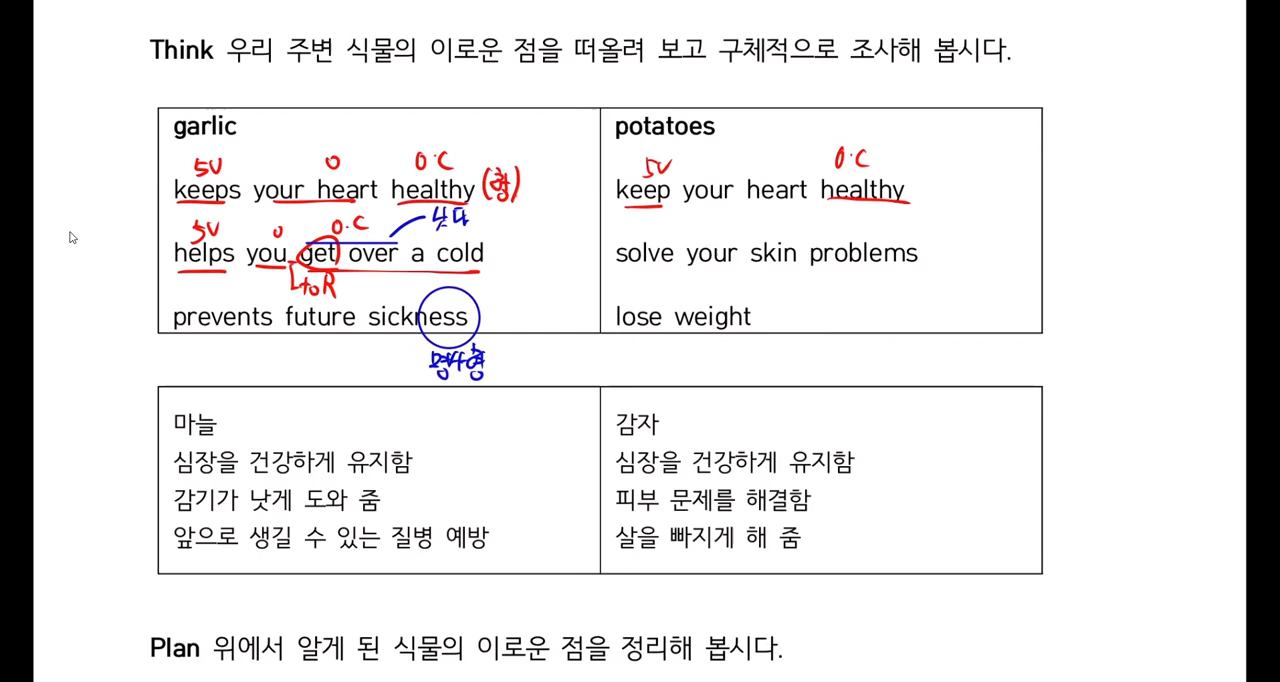 Think 우리 주변 식물의 이로운 점을 떠올려 보고 구체적으로 조사해 봅시다.
garlic
5V O O·C
keeps your heart healthy (형)
낫다
5V O O·C
helps you get over a cold
to R
prevents future sickness
명사형
potatoes
5V O·C
keep your heart healthy
solve your skin problems
lose weight
마늘
심장을 건강하게 유지함
감기가 낫게 도와 줌
앞으로 생길 수 있는 질병 예방
감자
심장을 건강하게 유지함
피부 문제를 해결함
살을 빠지게 해 줌
Plan 위에서 알게 된 식물의 이로운 점을 정리해 봅시다.